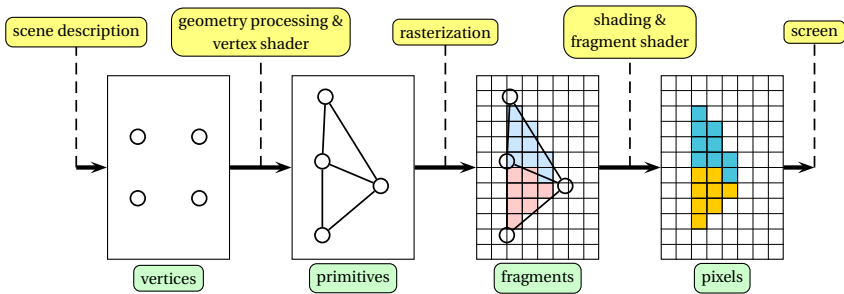 scene description
geometry processing &
vertex shader
rasterization
shading &
fragment shader
screen
vertices
primitives
fragments
pixels